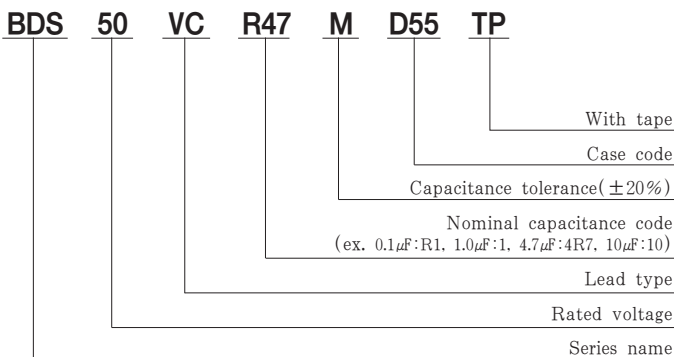 BDS 50 VC R47 M D55 TP
With tape
Case code
Capacitance tolerance(±20%)
Nominal capacitance code
(ex. 0.1μF:R1, 1.0μF:1, 4.7μF:4R7, 10μF:10)
Lead type
Rated voltage
Series name